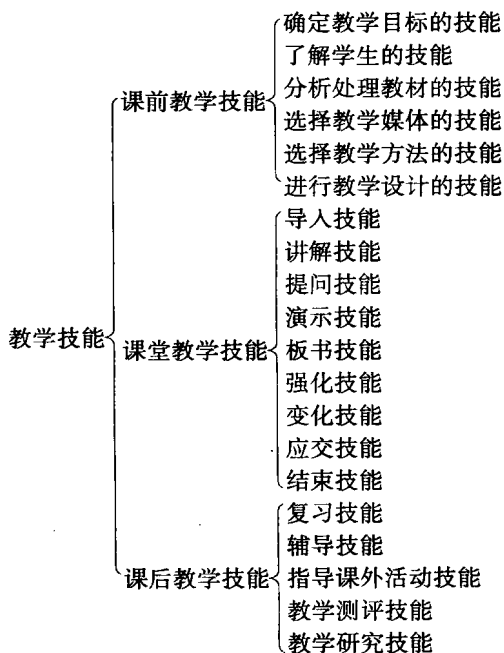 教学技能
课前教学技能
确定教学目标的技能
了解学生的技能
分析处理教材的技能
选择教学媒体的技能
选择教学方法的技能
进行教学设计的技能
课堂教学技能
导入技能
讲解技能
提问技能
演示技能
板书技能
强化技能
变化技能
应交技能
结束技能
课后教学技能
复习技能
辅导技能
指导课外活动技能
教学测评技能
教学研究技能